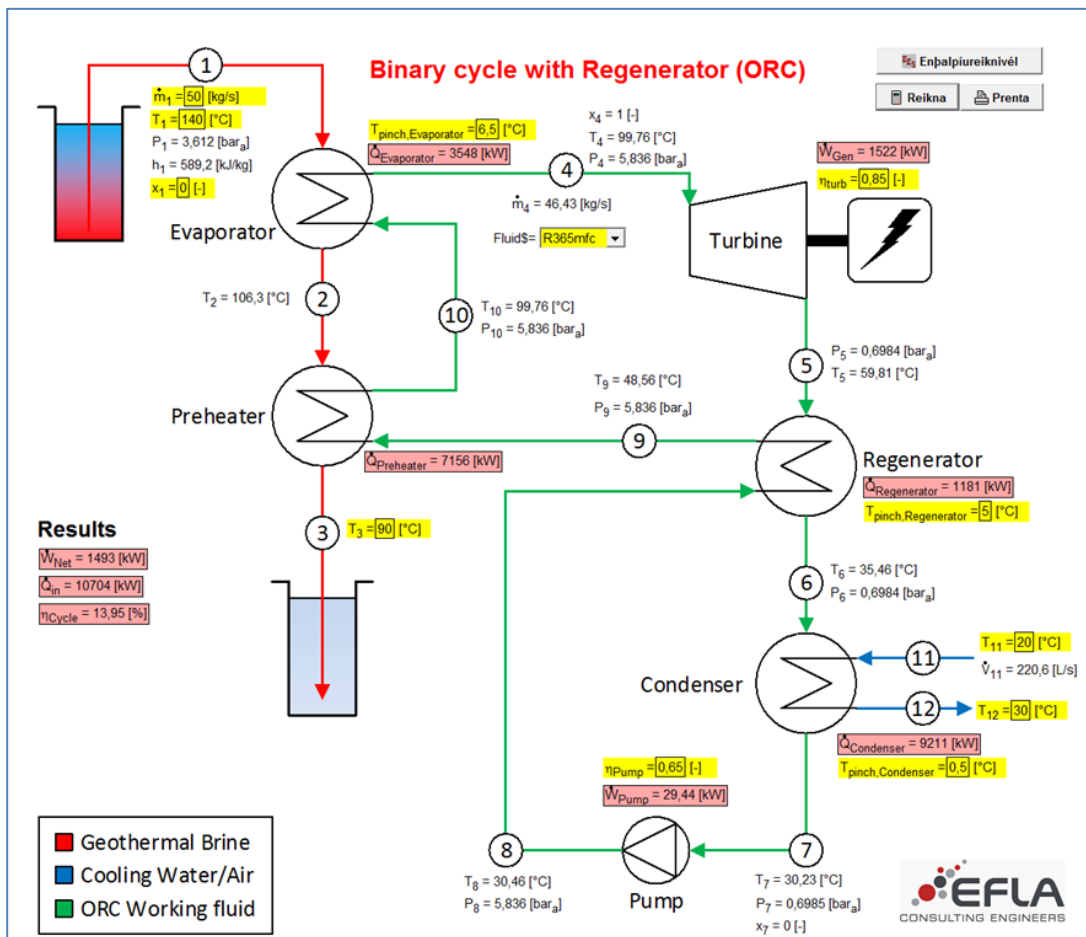 Binary cycle with Regenerator (ORC)
EES Enþalpíureiknivél
Reikna
Prenta
1
ṁ1 = 50 [kg/s]
T1 = 140 [°C]
P1 = 3,612 [bara]
h1 = 589,2 [kJ/kg]
x1 = 0 [-]
Tpinch,Evaporator = 6,5 [°C]
Q̇Evaporator = 3548 [kW]
Evaporator
x4 = 1 [-]
T4 = 99,76 [°C]
P4 = 5,836 [bara]
4
ṁ4 = 46,43 [kg/s]
Fluid$= R365mfc
ẆGen = 1522 [kW]
ηturb = 0,85 [-]
Turbine
T2 = 106,3 [°C]
2
10
T10 = 99,76 [°C]
P10 = 5,836 [bara]
5
P5 = 0,6984 [bara]
T5 = 59,81 [°C]
Preheater
T9 = 48,56 [°C]
P9 = 5,836 [bara]
9
Q̇Preheater = 7156 [kW]
Regenerator
Q̇Regenerator = 1181 [kW]
Tpinch,Regenerator = 5 [°C]
3
T3 = 90 [°C]
Results
ẆNet = 1493 [kW]
Q̇in = 10704 [kW]
ηCycle = 13,95 [%]
6
T6 = 35,46 [°C]
P6 = 0,6984 [bara]
Condenser
11
T11 = 20 [°C]
V̇11 = 220,6 [L/s]
12
T12 = 30 [°C]
Q̇Condenser = 9211 [kW]
Tpinch,Condenser = 0,5 [°C]
ηPump = 0,65 [-]
ẆPump = 29,44 [kW]
Pump
8
T8 = 30,46 [°C]
P8 = 5,836 [bara]
7
T7 = 30,23 [°C]
P7 = 0,6985 [bara]
x7 = 0 [-]
Geothermal Brine
Cooling Water/Air
ORC Working fluid
EFLA
CONSULTING ENGINEERS